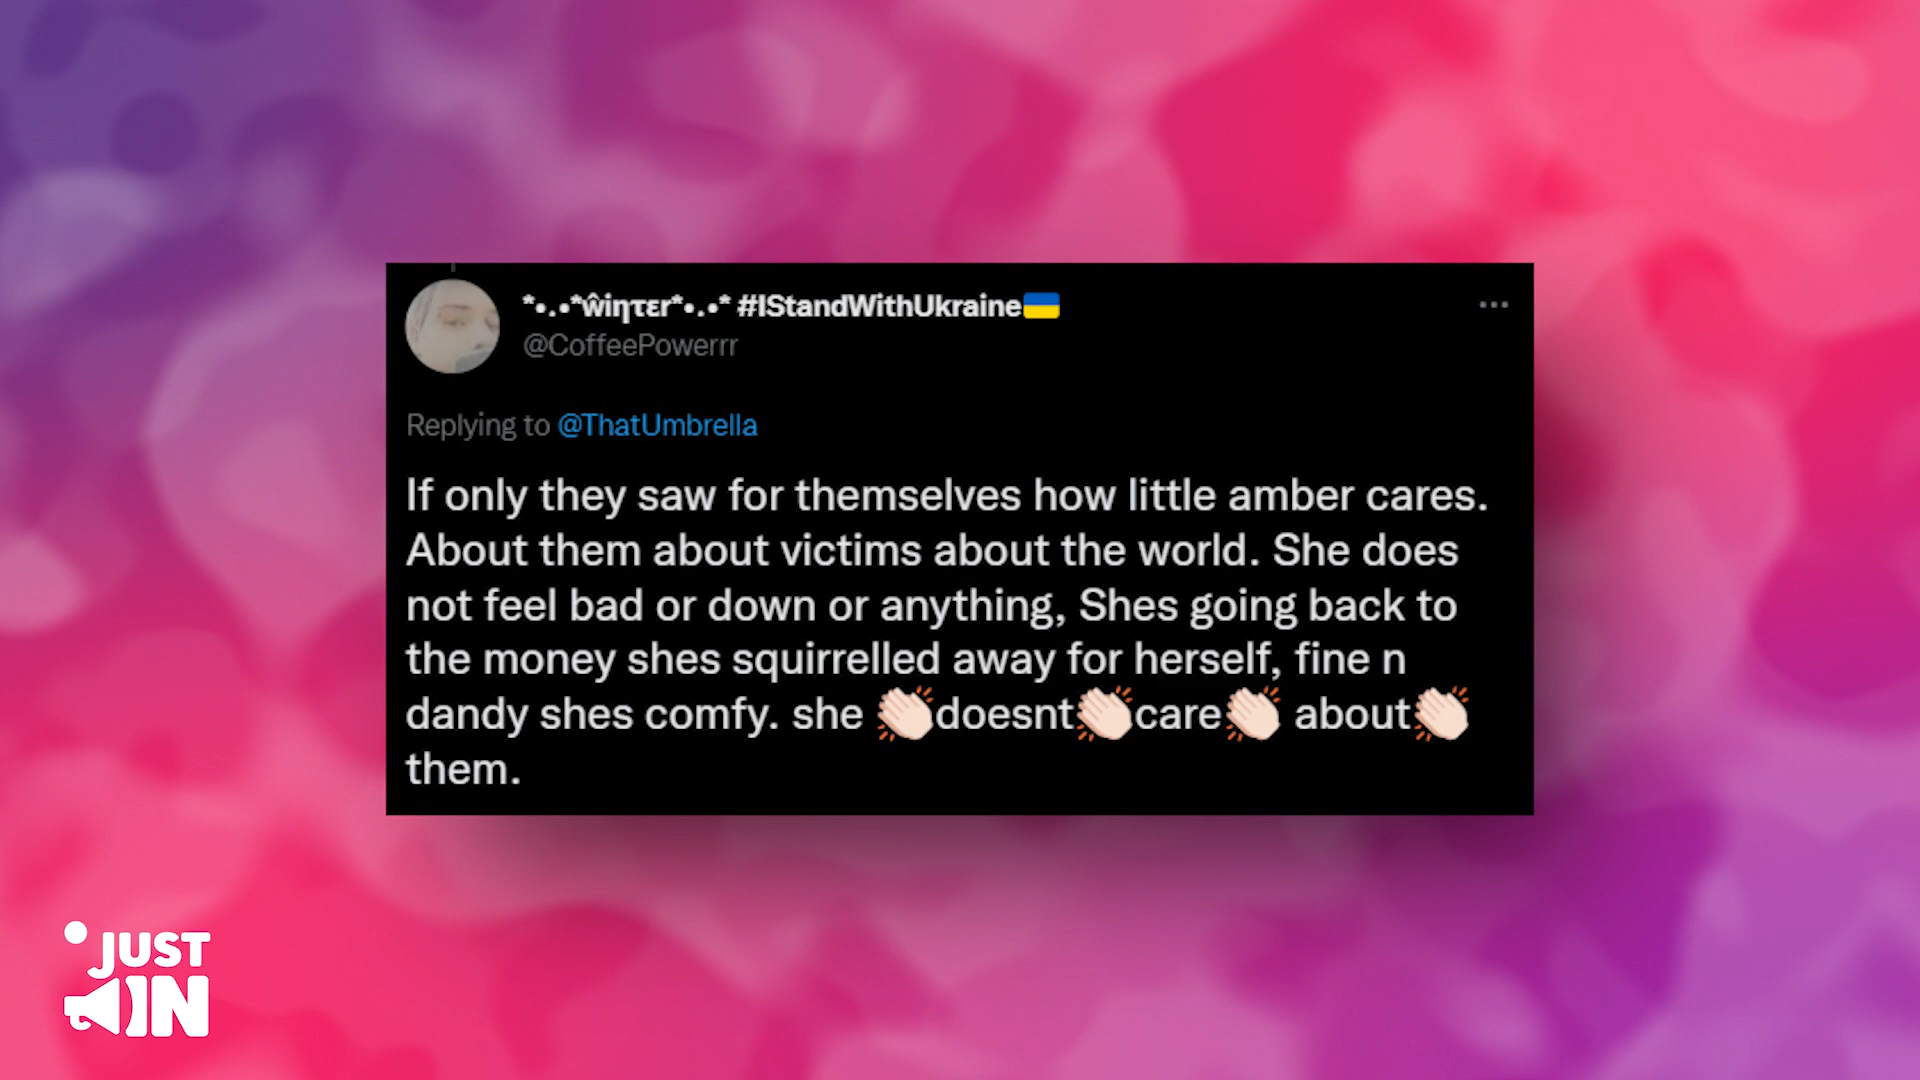 *•.•*ŵiητεr*•.•* #IStandWithUkraine🇺🇦
@CoffeePowerrr
Replying to @ThatUmbrella
If only they saw for themselves how little amber cares.
About them about victims about the world. She does
not feel bad or down or anything, Shes going back to
the money shes squirrelled away for herself, fine n
dandy shes comfy. she 👏🏻doesnt👏🏻care👏🏻 about👏🏻
them.
JUST
IN